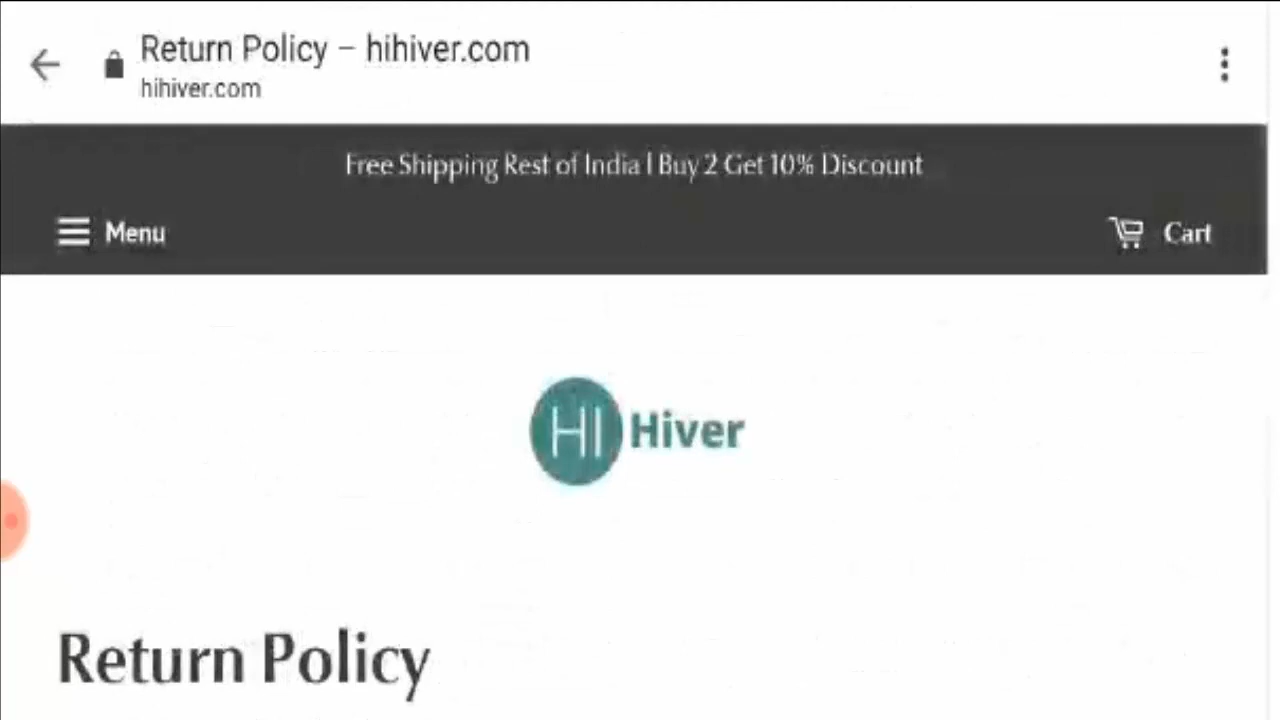 Return Policy – hihiver.com
hihiver.com
Free Shipping Rest of India | Buy 2 Get 10% Discount
Menu
Cart
HI Hiver
Return Policy